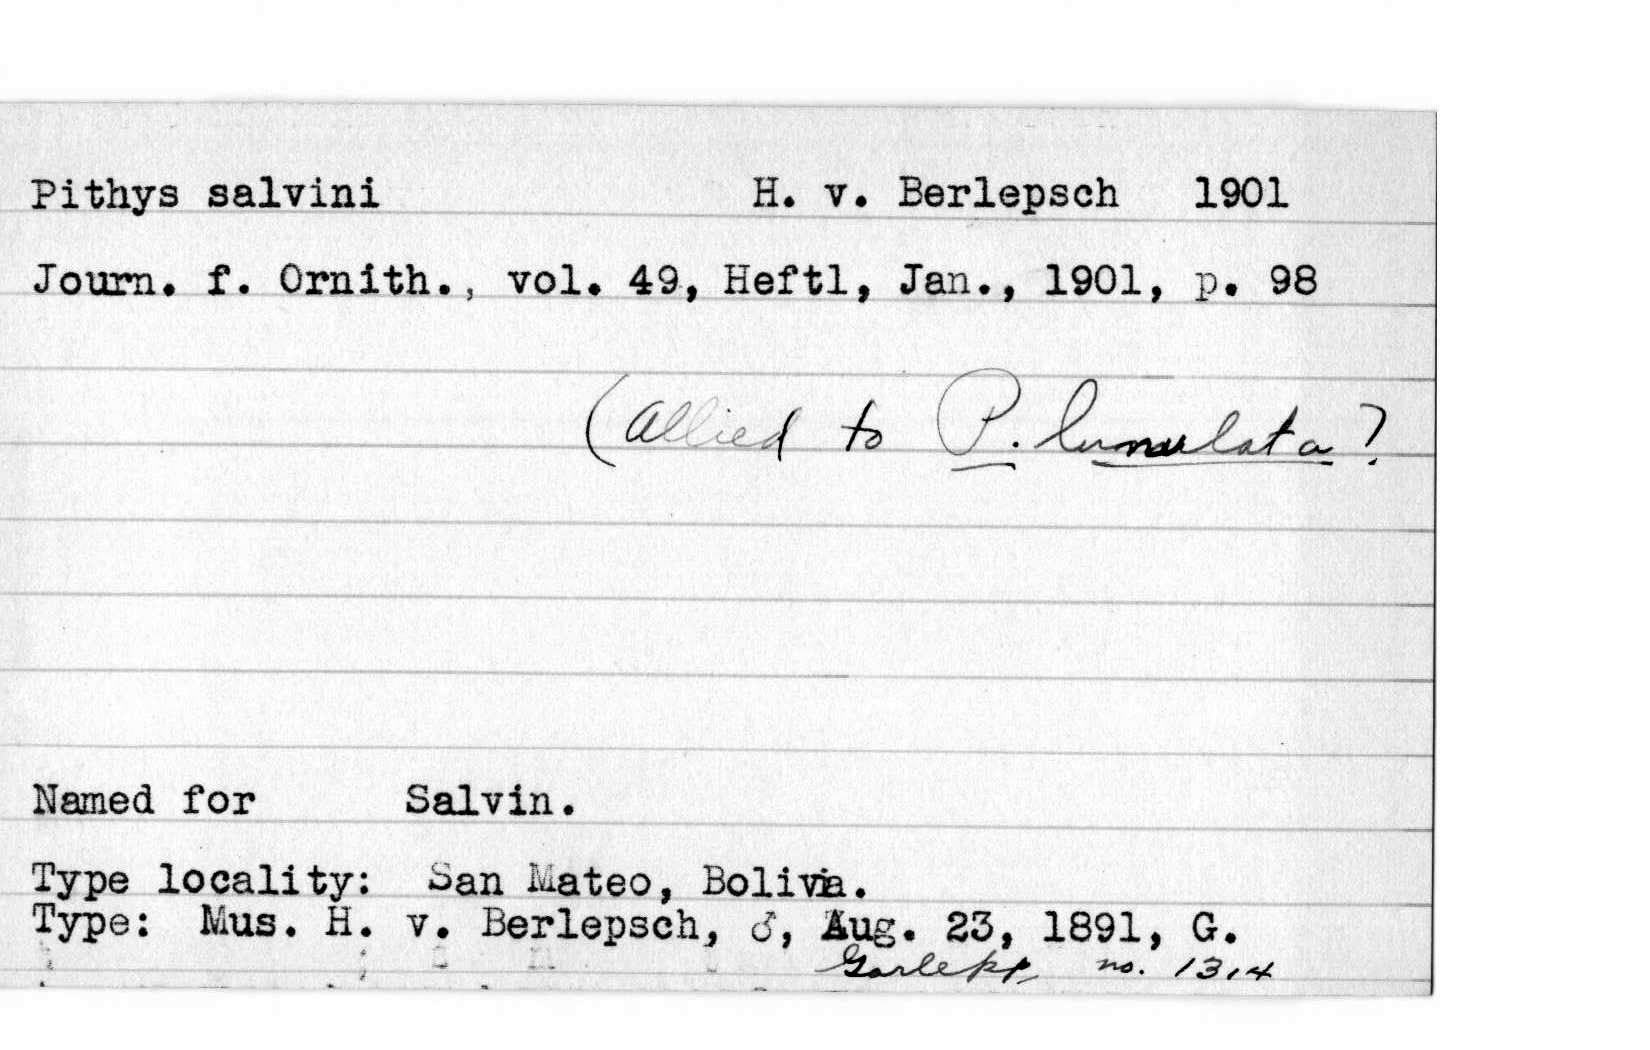 Pithys salvini H. v. Berlepsch 1901
Journ. f. Ornith., vol. 49, Heft1, Jan., 1901, p. 98
(Allied to P. lunulata?
Named for Salvin.
Type locality: San Mateo, Bolivia.
Type: Mus. H. v. Berlepsch, ♂, Aug. 23, 1891, G.
Garlepp, no. 1314